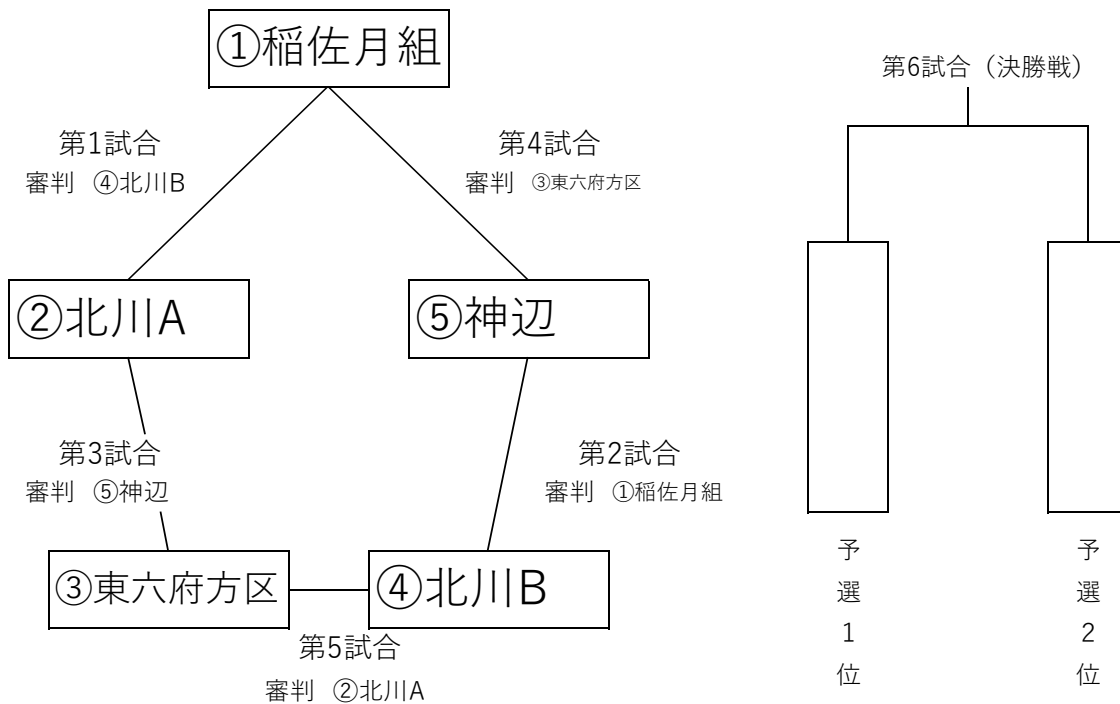 ①稲佐月組
第1試合
審判 ④北川B
第4試合
審判 ③東六府方区
②北川A
⑤神辺
第3試合
審判 ⑤神辺
第2試合
審判 ①稲佐月組
③東六府方区
④北川B
第5試合
審判 ②北川A
第6試合（決勝戦）
予選1位
予選2位